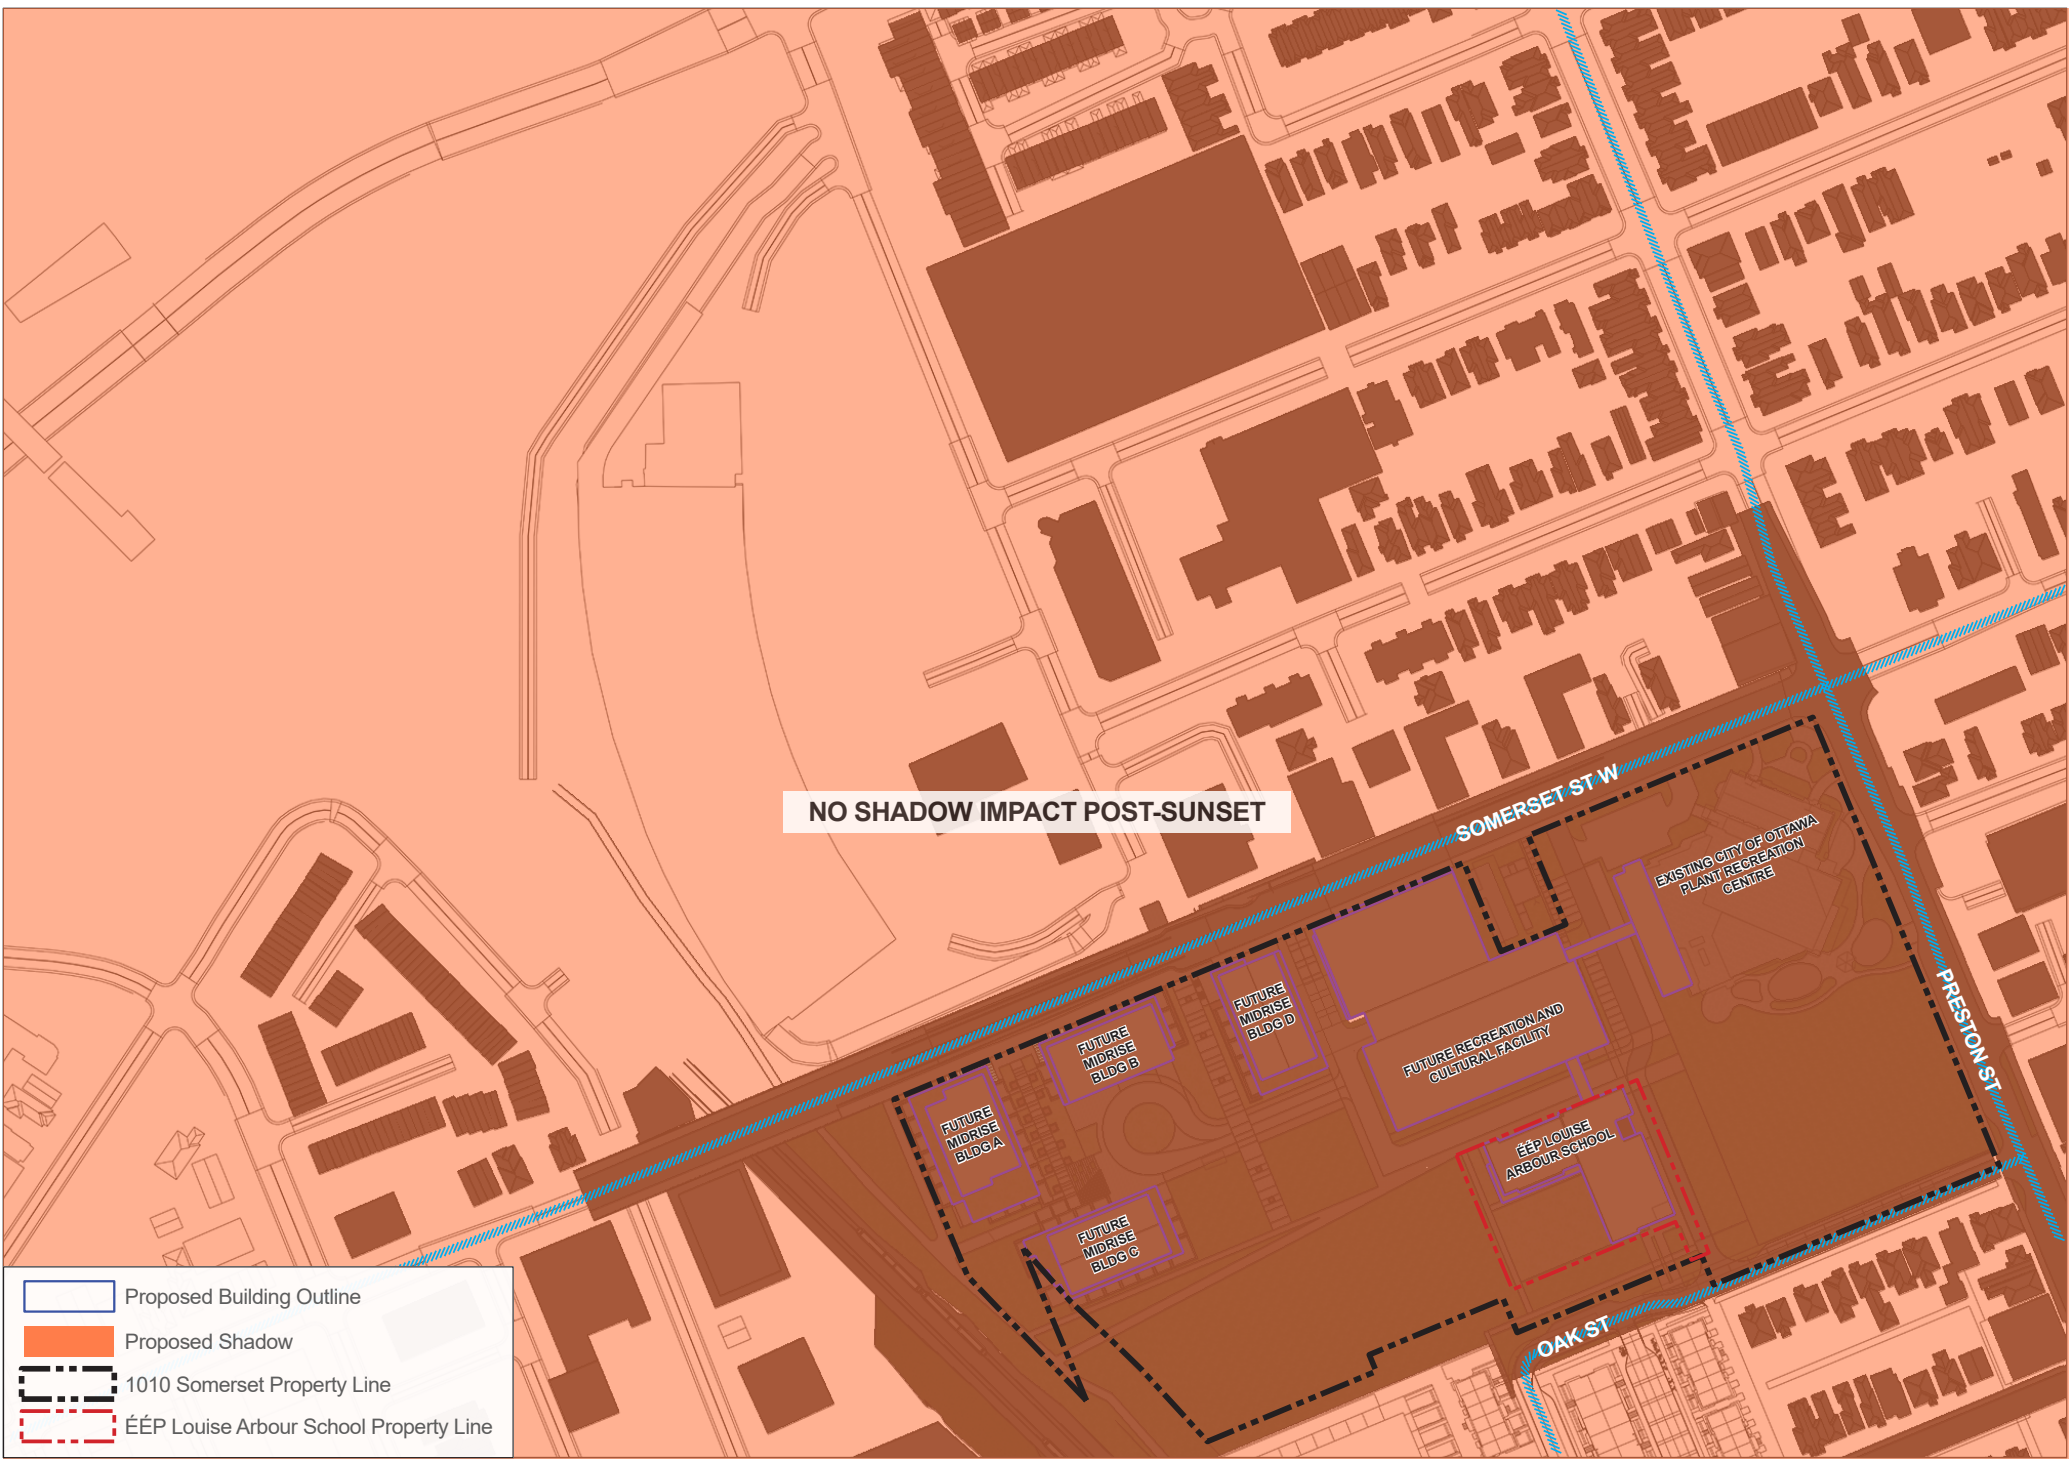 NO SHADOW IMPACT POST-SUNSET
SOMERSET ST W
EXISTING CITY OF OTTAWA
PLANT RECREATION
CENTRE
PRESTON ST
FUTURE
MIDRISE
BLDG D
FUTURE RECREATION AND
CULTURAL FACILITY
FUTURE
MIDRISE
BLDG B
FUTURE
MIDRISE
BLDG A
ÉÉP LOUISE
ARBOUR SCHOOL
FUTURE
MIDRISE
BLDG C
OAK ST
Proposed Building Outline
Proposed Shadow
1010 Somerset Property Line
ÉÉP Louise Arbour School Property Line